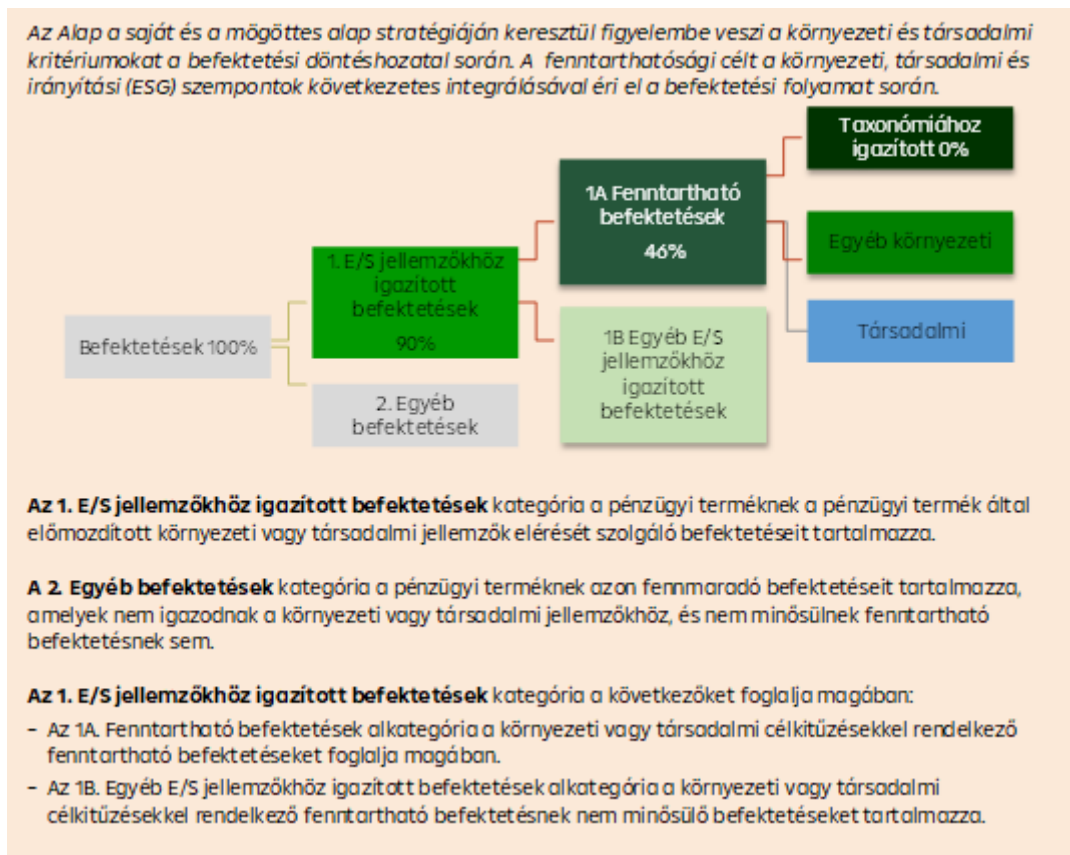 Az Alap a saját és a mögöttes alap stratégiáján keresztül figyelembe veszi a környezeti és társadalmi
kritériumokat a befektetési döntéshozatal során. A fenntarthatósági célt a környezeti, társadalmi és
irányítási (ESG) szempontok következetes integrálásával éri el a befektetési folyamat során.
Befektetések 100%
1. E/S jellemzőkhöz
igazított
befektetések
90%
2. Egyéb
befektetések
1A Fenntartható
befektetések
46%
1B Egyéb E/S
jellemzőkhöz
igazított
befektetések
Taxonómiához
igazított 0%
Egyéb környezeti
Társadalmi
Az 1. E/S jellemzőkhöz igazított befektetések kategória a pénzügyi terméknek a pénzügyi termék által
előmozdított környezeti vagy társadalmi jellemzők elérését szolgáló befektetéseit tartalmazza.
A 2. Egyéb befektetések kategória a pénzügyi terméknek azon fennmaradó befektetéseit tartalmazza,
amelyek nem igazodnak a környezeti vagy társadalmi jellemzőkhöz, és nem minősülnek fenntartható
befektetésnek sem.
Az 1. E/S jellemzőkhöz igazított befektetések kategória a következőket foglalja magában:
– Az 1A. Fenntartható befektetések alkategória a környezeti vagy társadalmi célkitűzésekkel rendelkező
fenntartható befektetéseket foglalja magában.
– Az 1B. Egyéb E/S jellemzőkhöz igazított befektetések alkategória a környezeti vagy társadalmi
célkitűzésekkel rendelkező fenntartható befektetésnek nem minősülő befektetéseket tartalmazza.